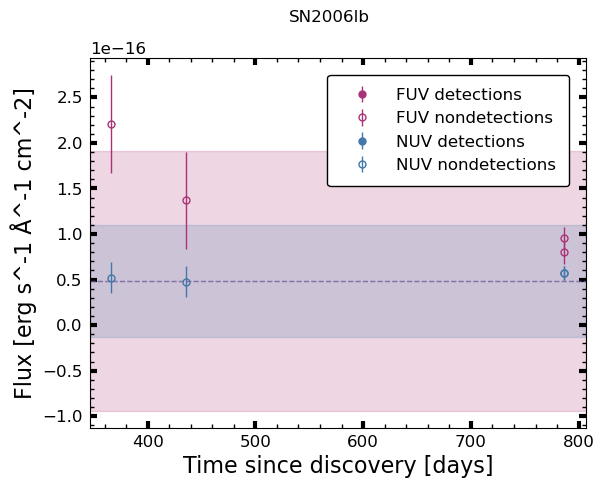 SN2006lb
1e−16
FUV detections
FUV nondetections
NUV detections
NUV nondetections
Flux [erg s^-1 Å^-1 cm^-2]
2.5
2.0
1.5
1.0
0.5
0.0
−0.5
−1.0
400 500 600 700 800
Time since discovery [days]